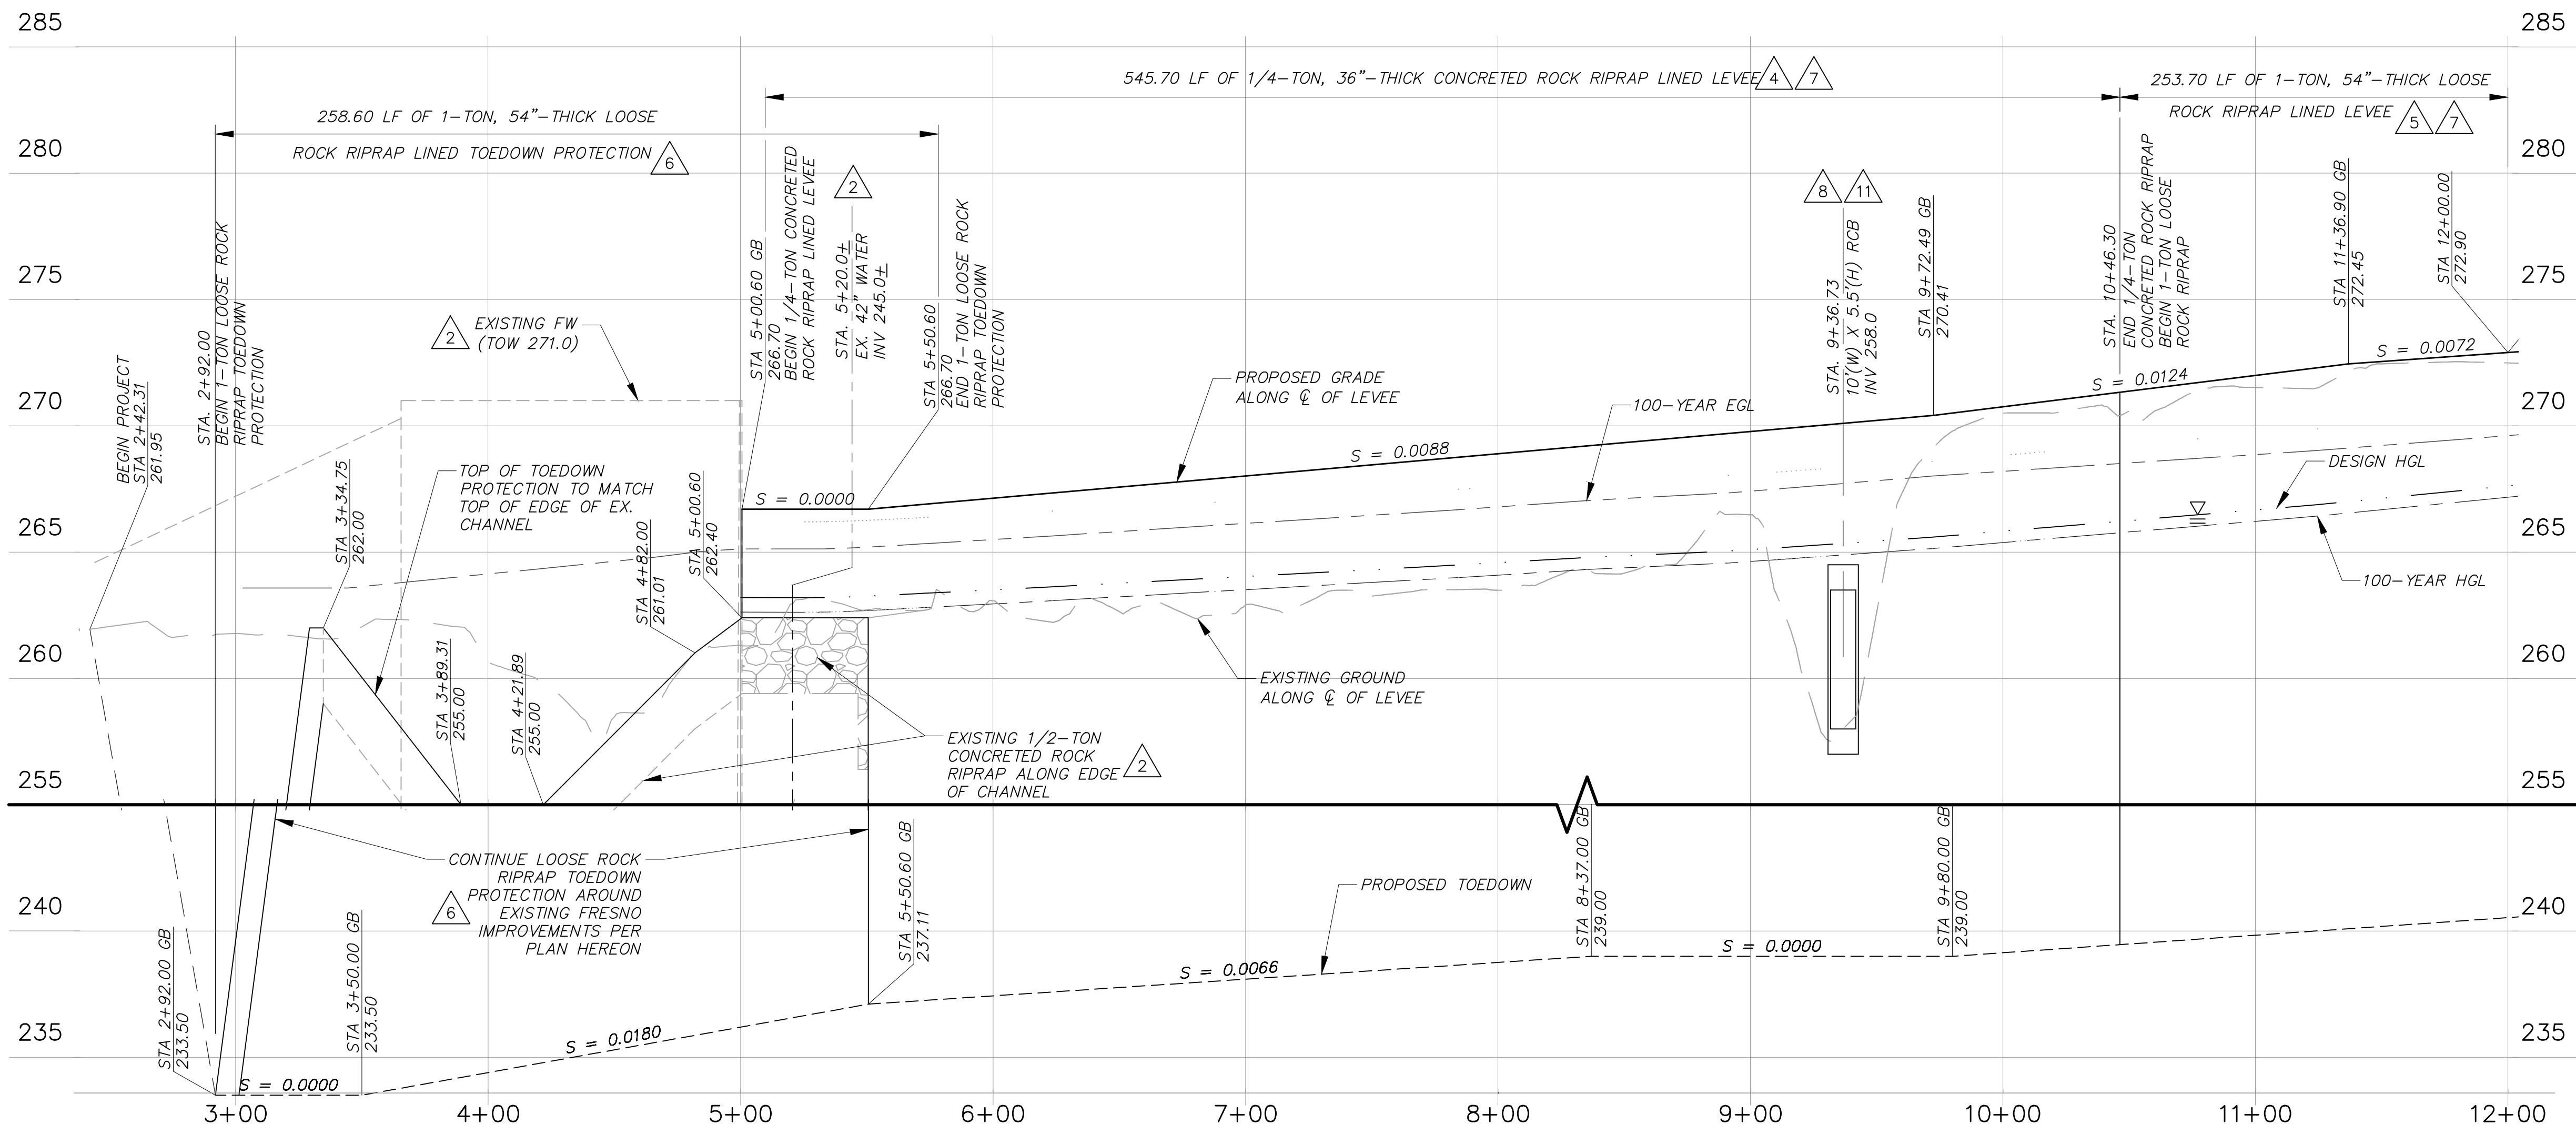 285
285
545.70 LF OF 1/4-TON, 36"-THICK CONCRETED ROCK RIPRAP LINED LEVEE 4 7
253.70 LF OF 1-TON, 54"-THICK LOOSE
ROCK RIPRAP LINED LEVEE 5 7
258.60 LF OF 1-TON, 54"-THICK LOOSE
ROCK RIPRAP LINED TOEDOWN PROTECTION 6
280
280
275
275
270
270
265
265
260
260
255
255
240
240
235
235
BEGIN PROJECT
STA 2+42.31
261.95
STA. 2+92.00
BEGIN 1-TON LOOSE ROCK
RIPRAP TOEDOWN
PROTECTION
2
EXISTING FW
(TOW 271.0)
STA 3+34.75
262.00
TOP OF TOEDOWN
PROTECTION TO MATCH
TOP OF EDGE OF EX.
CHANNEL
STA 3+89.31
255.00
STA 4+21.89
255.00
STA 4+82.00
261.01
STA 5+00.60
262.40
STA 5+00.60 GB
266.70
BEGIN 1/4-TON CONCRETED
ROCK RIPRAP LINED LEVEE
2
STA. 5+20.0±
EX. 42" WATER
INV 245.0±
STA 5+50.60
266.70
END 1-TON LOOSE ROCK
RIPRAP TOEDOWN
PROTECTION
S = 0.0000
PROPOSED GRADE
ALONG ℄ OF LEVEE
S = 0.0088
100-YEAR EGL
8 11
STA. 9+36.73
10'(W) X 5.5'(H) RCB
INV 258.0
STA 9+72.49 GB
270.41
STA. 10+46.30
END 1/4-TON
CONCRETED ROCK RIPRAP
BEGIN 1-TON LOOSE
ROCK RIPRAP
S = 0.0124
STA 11+36.90 GB
272.45
STA 12+00.00
272.90
S = 0.0072
DESIGN HGL
100-YEAR HGL
EXISTING GROUND
ALONG ℄ OF LEVEE
EXISTING 1/2-TON
CONCRETED ROCK
RIPRAP ALONG EDGE
OF CHANNEL
2
CONTINUE LOOSE ROCK
RIPRAP TOEDOWN
PROTECTION AROUND
EXISTING FRESNO
IMPROVEMENTS PER
PLAN HEREON
6
STA 2+92.00 GB
233.50
S = 0.0000
STA 3+50.00 GB
233.50
S = 0.0180
STA 5+50.60 GB
237.11
S = 0.0066
PROPOSED TOEDOWN
STA 8+37.00 GB
239.00
S = 0.0000
STA 9+80.00 GB
239.00
3+00
4+00
5+00
6+00
7+00
8+00
9+00
10+00
11+00
12+00